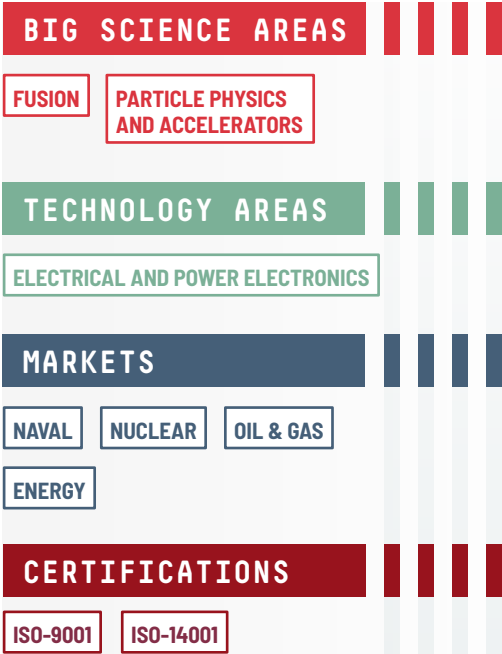 BIG SCIENCE AREAS
FUSION
PARTICLE PHYSICS
AND ACCELERATORS
TECHNOLOGY AREAS
ELECTRICAL AND POWER ELECTRONICS
MARKETS
NAVAL NUCLEAR OIL & GAS
ENERGY
CERTIFICATIONS
ISO-9001 ISO-14001